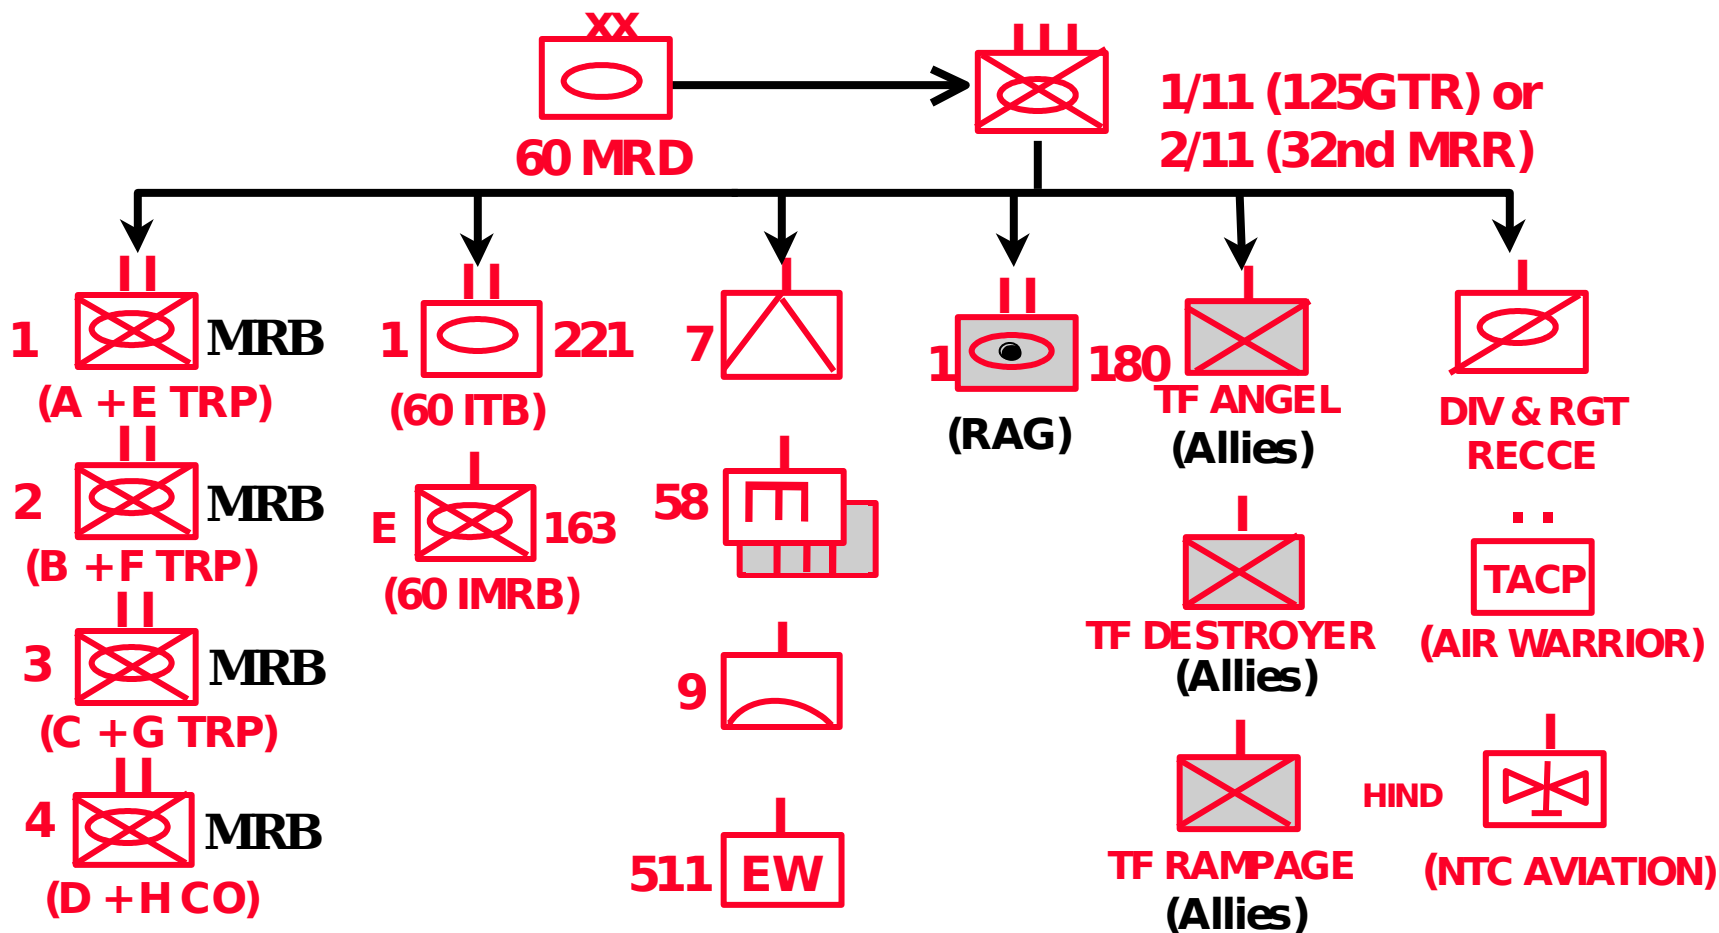 XX
60 MRD
1/11 (125GTR) or
2/11 (32nd MRR)
1 MRB
(A + E TRP)
2 MRB
(B + F TRP)
3 MRB
(C + G TRP)
4 MRB
(D + H CO)
1 221
(60 ITB)
E 163
(60 IMRB)
7
58
9
511 EW
1 180
(RAG)
TF ANGEL
(Allies)
TF DESTROYER
(Allies)
TF RAMPAGE
(Allies)
DIV & RGT
RECCE
TACP
(AIR WARRIOR)
HIND
(NTC AVIATION)